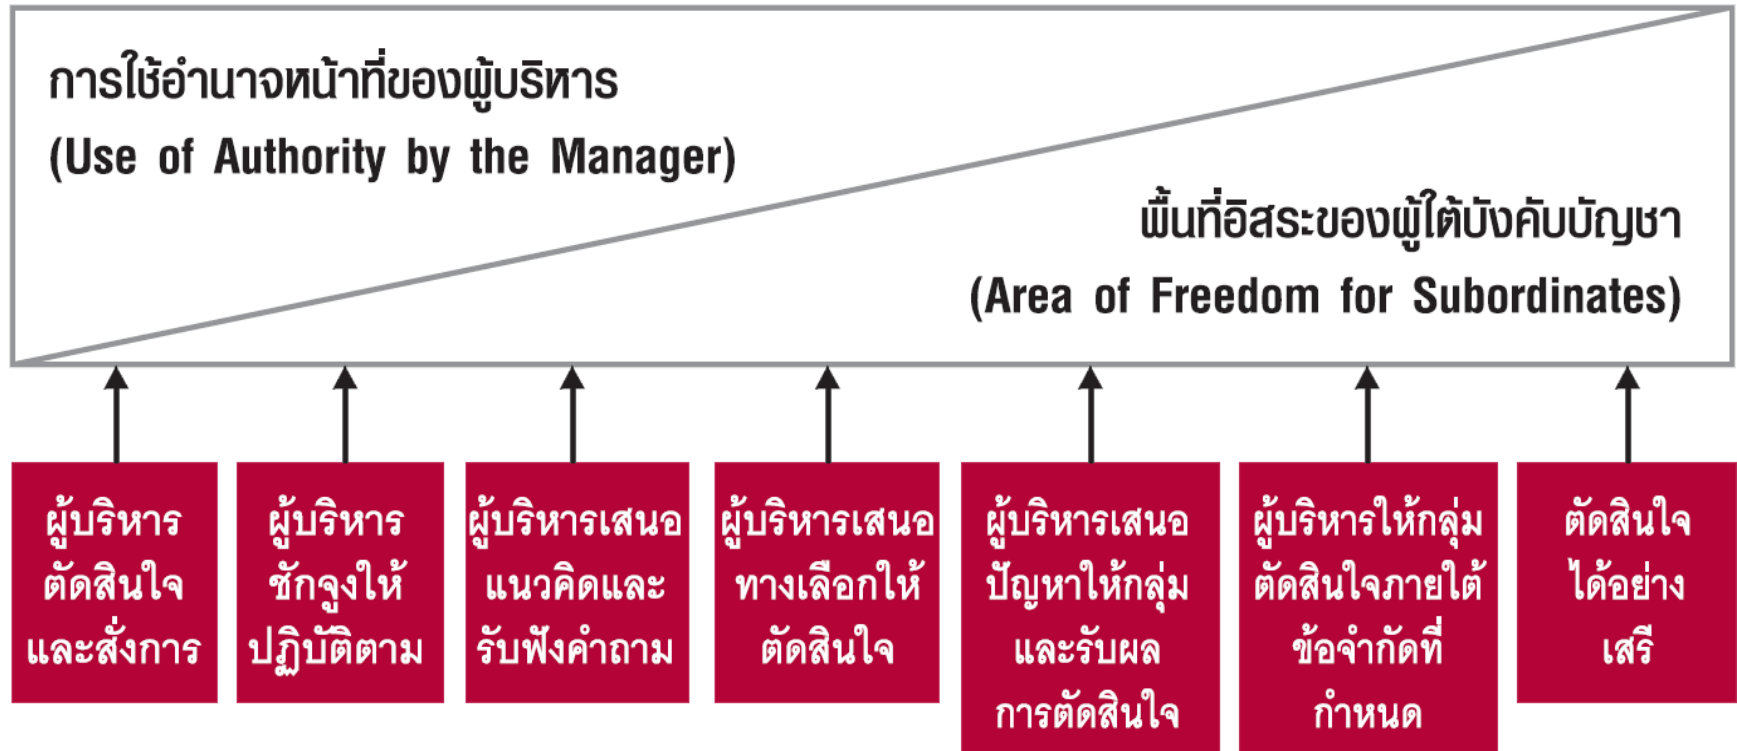 การใช้อำนาจหน้าที่ของผู้บริหาร
(Use of Authority by the Manager)
พื้นที่อิสระของผู้ใต้บังคับบัญชา
(Area of Freedom for Subordinates)
ผู้บริหาร
ตัดสินใจ
และสั่งการ
ผู้บริหาร
ชักจูงให้
ปฏิบัติตาม
ผู้บริหารเสนอ
แนวคิดและ
รับฟังคำถาม
ผู้บริหารเสนอ
ทางเลือกให้
ตัดสินใจ
ผู้บริหารเสนอ
ปัญหาให้กลุ่ม
และรับผล
การตัดสินใจ
ผู้บริหารให้กลุ่ม
ตัดสินใจภายใต้
ข้อจำกัดที่
กำหนด
ตัดสินใจ
ได้อย่าง
เสรี